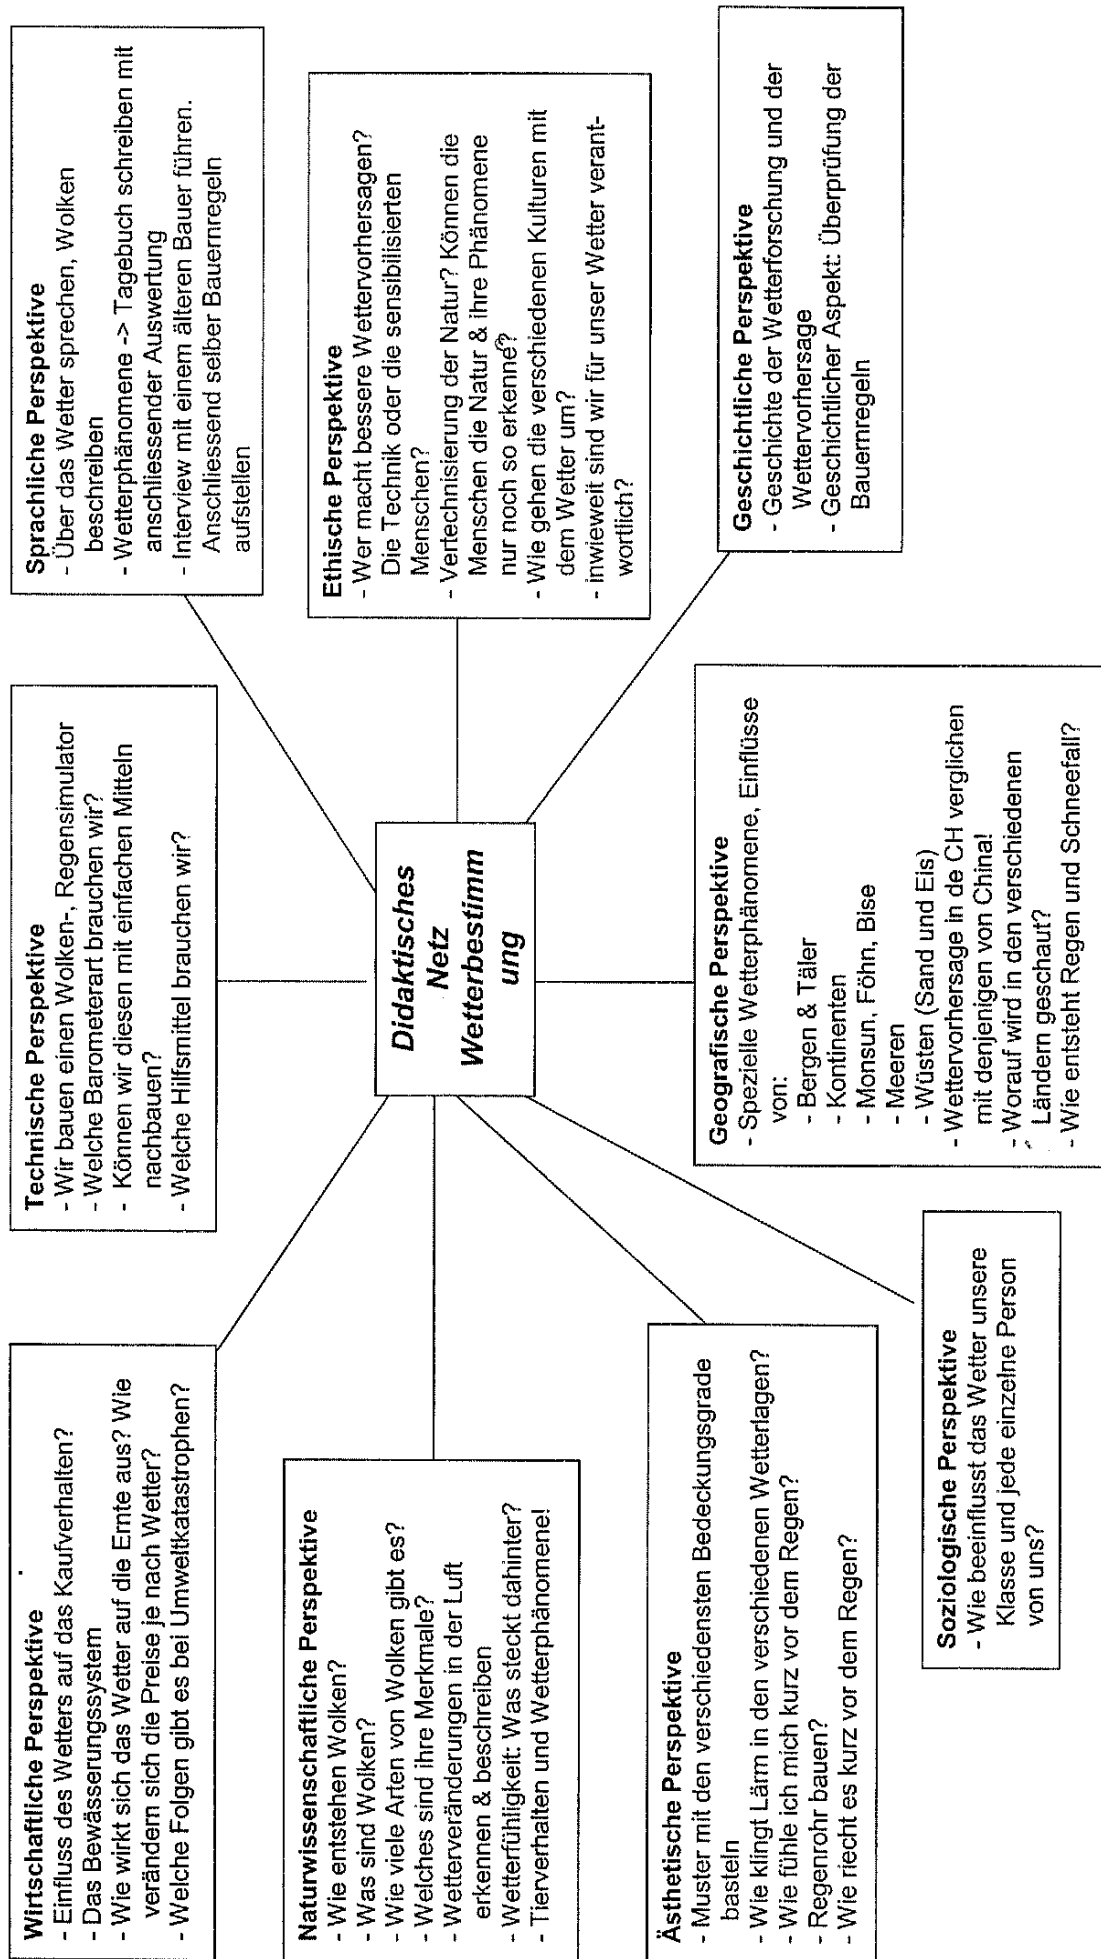 Wirtschaftliche Perspektive
- Einfluss des Wetters auf das Kaufverhalten?
- Das Bewässerungssystem
- Wie wirkt sich das Wetter auf die Ernte aus? Wie
verändern sich die Preise je nach Wetter?
- Welche Folgen gibt es bei Umweltkatastrophen?
Technische Perspektive
- Wir bauen einen Wolken-, Regensimulator
- Welche Barometerart brauchen wir?
- Können wir diesen mit einfachen Mitteln
nachbauen?
- Welche Hilfsmittel brauchen wir?
Sprachliche Perspektive
- Über das Wetter sprechen, Wolken
beschreiben
- Wetterphänomene -> Tagebuch schreiben mit
anschliessender Auswertung
- Interview mit einem älteren Bauer führen.
Anschliessend selber Bauernregeln
aufstellen
Naturwissenschaftliche Perspektive
- Wie entstehen Wolken?
- Was sind Wolken?
- Wie viele Arten von Wolken gibt es?
- Welches sind ihre Merkmale?
- Wetterveränderungen in der Luft
erkennen & beschreiben
- Wetterfühligkeit: Was steckt dahinter?
- Tierverhalten und Wetterphänomene!
Didaktisches
Netz
Wetterbestimm
ung
Ethische Perspektive
- Wer macht bessere Wettervorhersagen?
Die Technik oder die sensibilisierten
Menschen?
- Vertechnisierung der Natur? Können die
Menschen die Natur & ihre Phänomene
nur noch so erkenne?
- Wie gehen die verschiedenen Kulturen mit
dem Wetter um?
- inwieweit sind wir für unser Wetter verant-
wortlich?
Ästhetische Perspektive
- Muster mit den verschiedensten Bedeckungsgrade
basteln
- Wie klingt Lärm in den verschieden Wetterlagen?
- Wie fühle ich mich kurz vor dem Regen?
- Regenrohr bauen?
- Wie riecht es kurz vor dem Regen?
Soziologische Perspektive
- Wie beeinflusst das Wetter unsere
Klasse und jede einzelne Person
von uns?
Geografische Perspektive
- Spezielle Wetterphänomene, Einflüsse
von:
- Bergen & Täler
- Kontinenten
- Monsun, Föhn, Bise
- Meeren
- Wüsten (Sand und Eis)
- Wettervorhersage in de CH verglichen
mit denjenigen von China!
- Worauf wird in den verschiedenen
Ländern geschaut?
- Wie entsteht Regen und Schneefall?
Geschichtliche Perspektive
- Geschichte der Wetterforschung und der
Wettervorhersage
- Geschichtlicher Aspekt: Überprüfung der
Bauernregeln